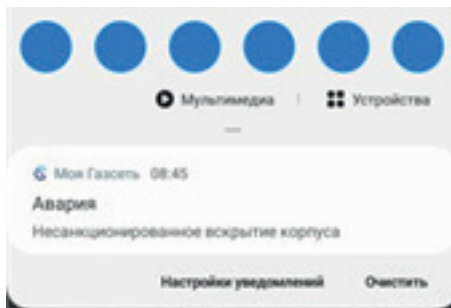 Мультимедиа | Устройства
Моя Газсеть 08:45
Авария
Несанкционированное вскрытие корпуса
Настройки уведомлений Очистить